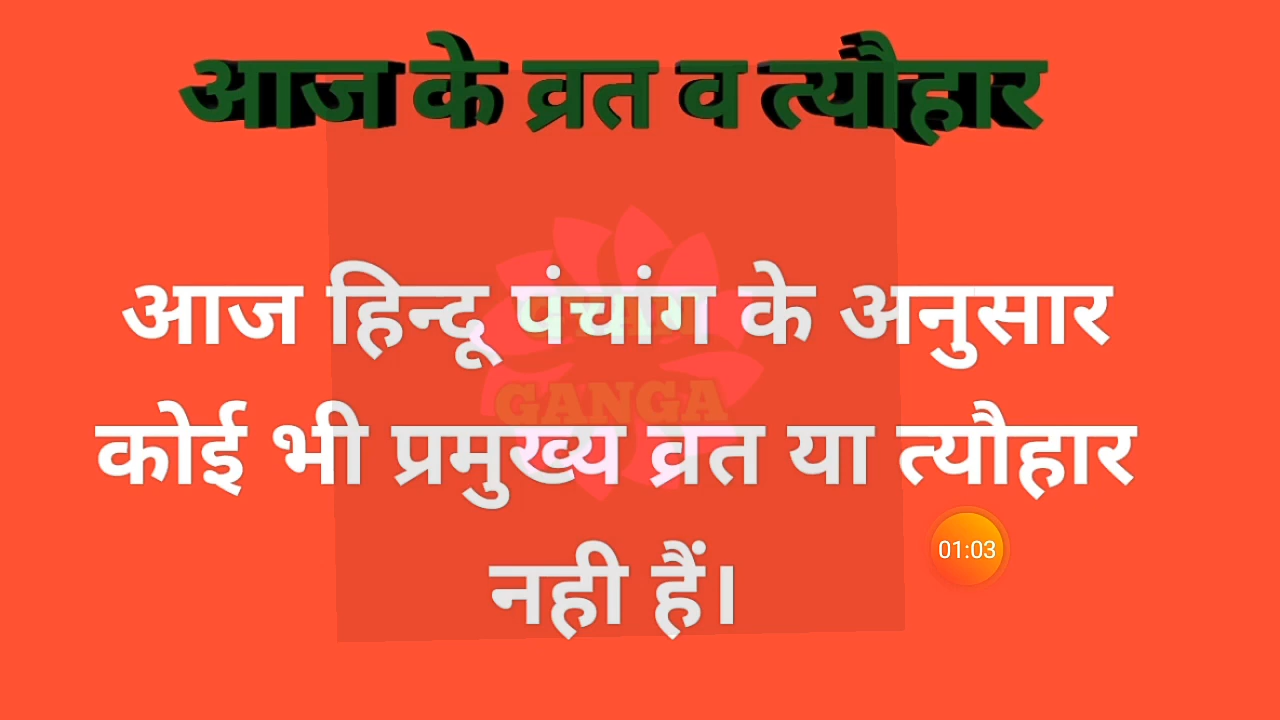 आज के व्रत व त्यौहार
आज हिन्दू पंचांग के अनुसार
कोई भी प्रमुख्य व्रत या त्यौहार
नही हैं।
GANGA
01:03